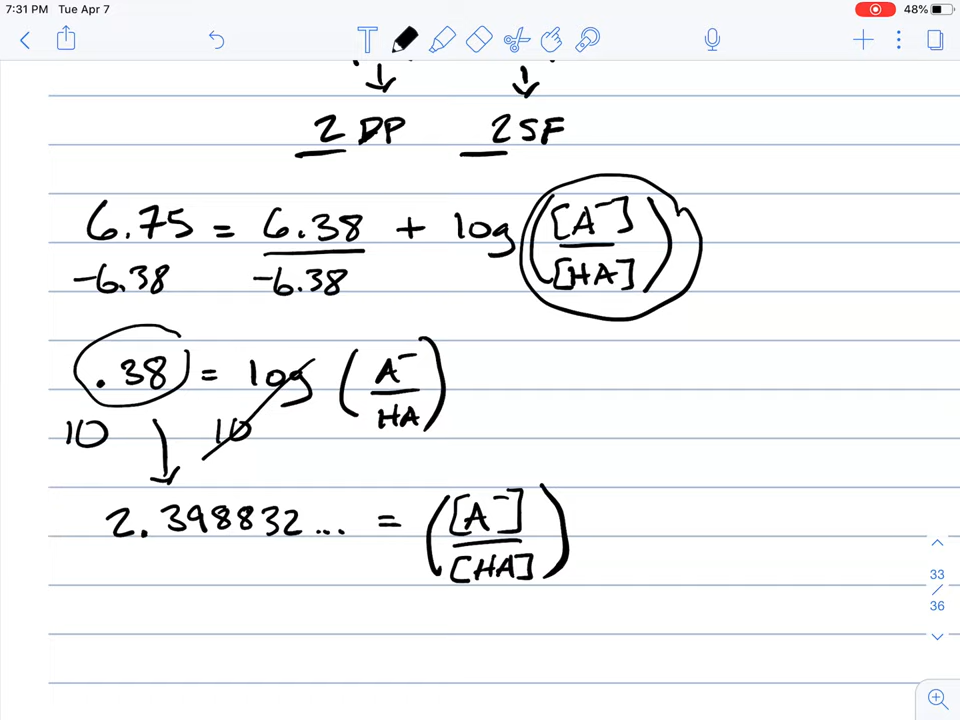 7:31 PM Tue Apr 7 48%
T
2 DP 2 SF
6.75 = 6.38 + log ([A⁻]/[HA])
-6.38 -6.38
.38 = log (A⁻/HA)
10 10
2.398832... = ([A⁻]/[HA])
33
/
36